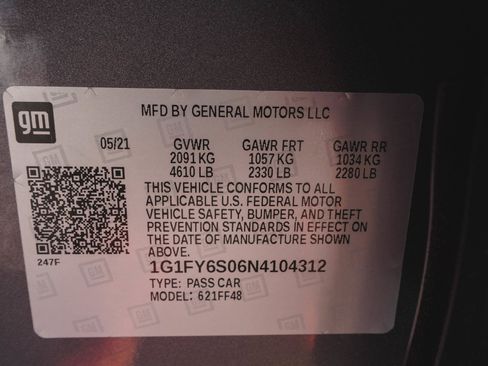 gm
MFD BY GENERAL MOTORS LLC
05/21 GVWR GAWR FRT GAWR RR
2091 KG 1057 KG 1034 KG
4610 LB 2330 LB 2280 LB
THIS VEHICLE CONFORMS TO ALL
APPLICABLE U.S. FEDERAL MOTOR
VEHICLE SAFETY, BUMPER, AND THEFT
PREVENTION STANDARDS IN EFFECT ON
THE DATE OF MANUFACTURE SHOWN
ABOVE.
247F
1G1FY6S06N4104312
TYPE: PASS CAR
MODEL: 621FF48